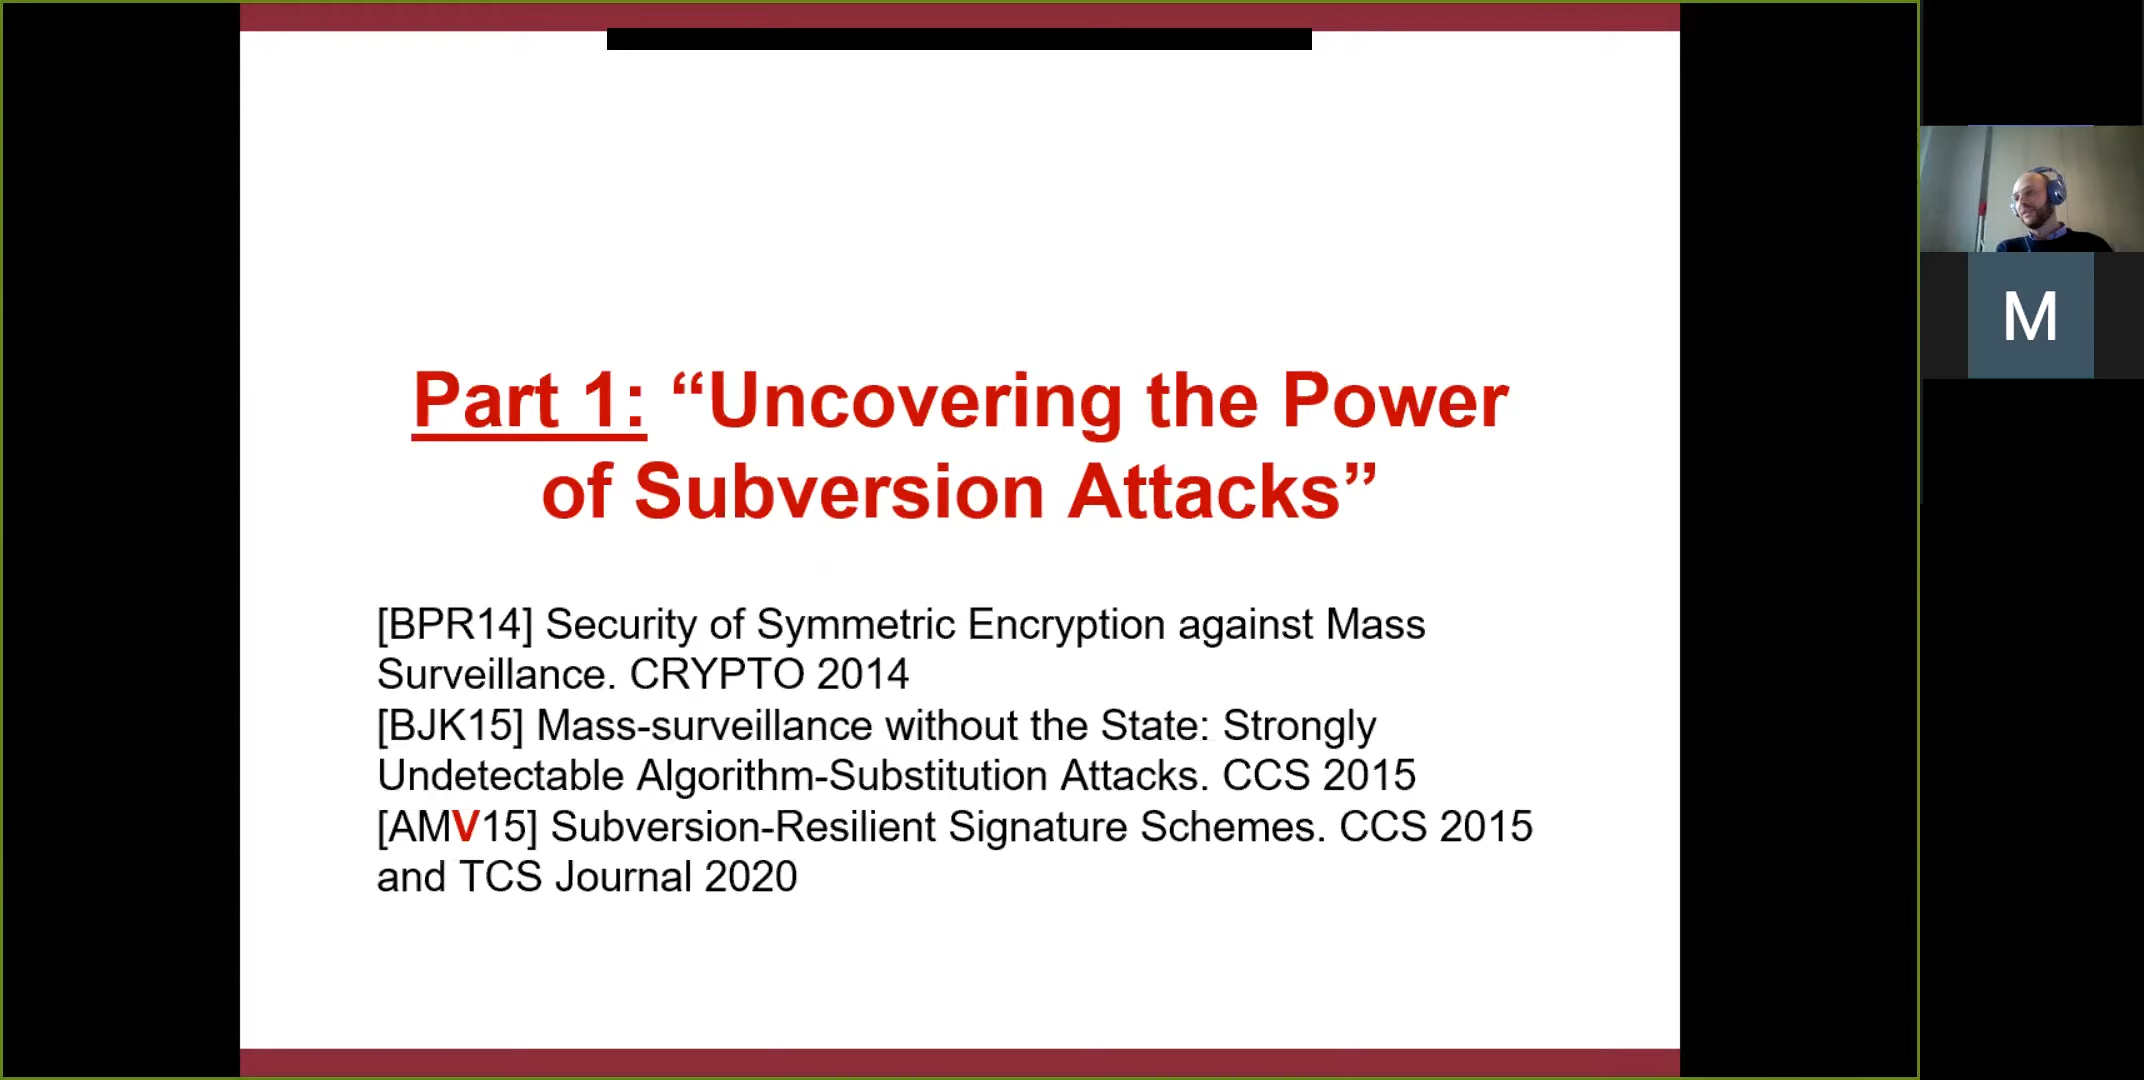 Part 1: “Uncovering the Power
of Subversion Attacks”
[BPR14] Security of Symmetric Encryption against Mass
Surveillance. CRYPTO 2014
[BJK15] Mass-surveillance without the State: Strongly
Undetectable Algorithm-Substitution Attacks. CCS 2015
[AMV15] Subversion-Resilient Signature Schemes. CCS 2015
and TCS Journal 2020
M